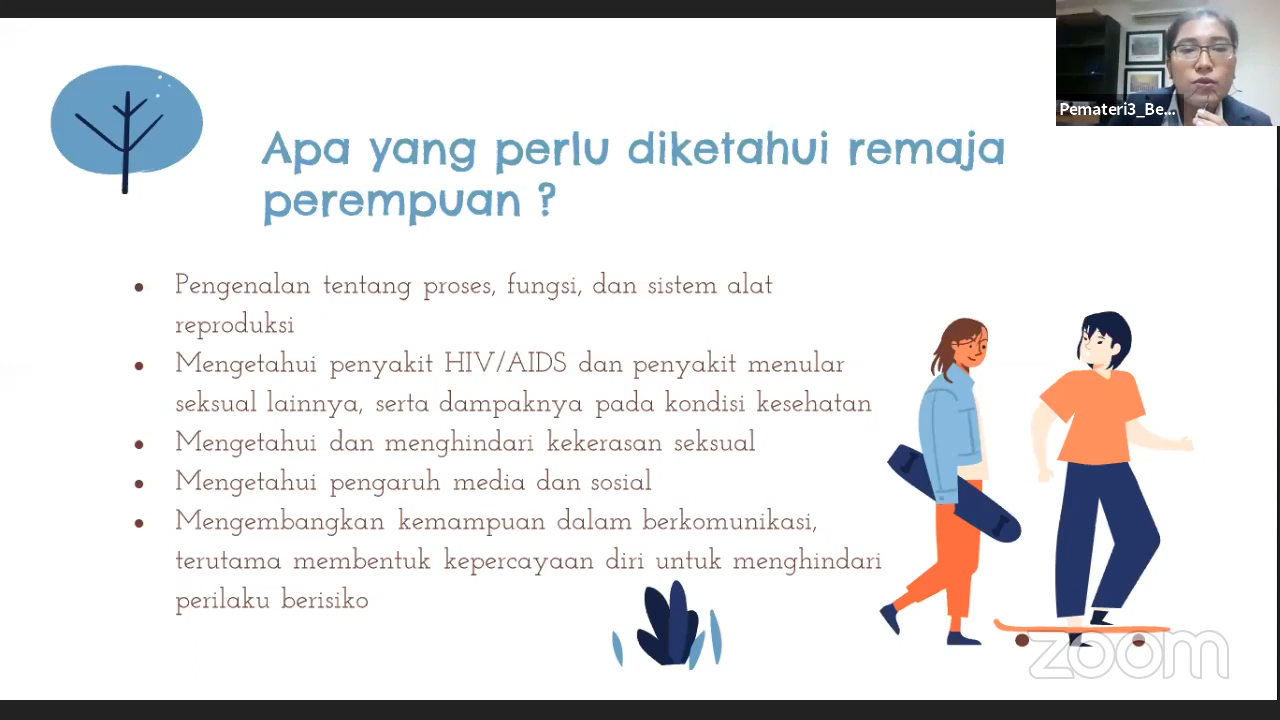 Pemateri3_Be...
Apa yang perlu diketahui remaja
perempuan ?
• Pengenalan tentang proses, fungsi, dan sistem alat
reproduksi
• Mengetahui penyakit HIV/AIDS dan penyakit menular
seksual lainnya, serta dampaknya pada kondisi kesehatan
• Mengetahui dan menghindari kekerasan seksual
• Mengetahui pengaruh media dan sosial
• Mengembangkan kemampuan dalam berkomunikasi,
terutama membentuk kepercayaan diri untuk menghindari
perilaku berisiko
zoom